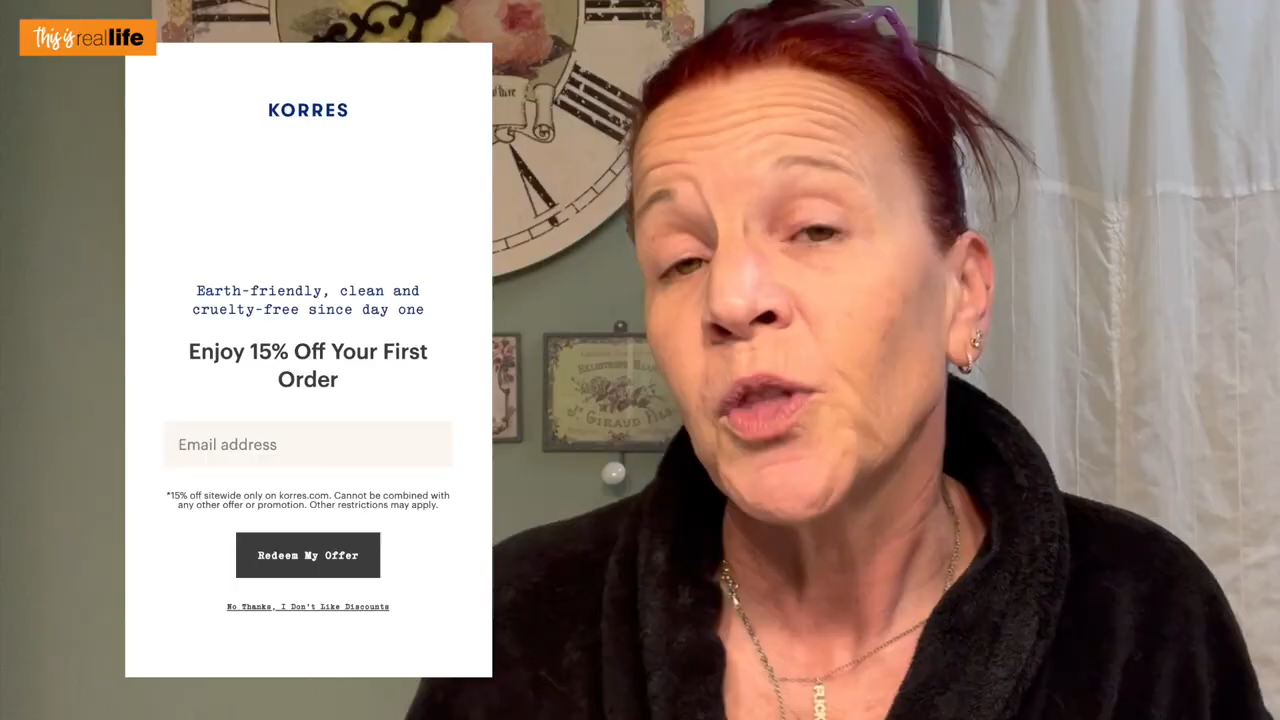 this is real life
KORRES
Earth-friendly, clean and
cruelty-free since day one
Enjoy 15% Off Your First
Order
Email address
*15% off sitewide only on korres.com. Cannot be combined with
any other offer or promotion. Other restrictions may apply.
Redeem My Offer
No Thanks, I Don't Like Discounts
GIRAUD